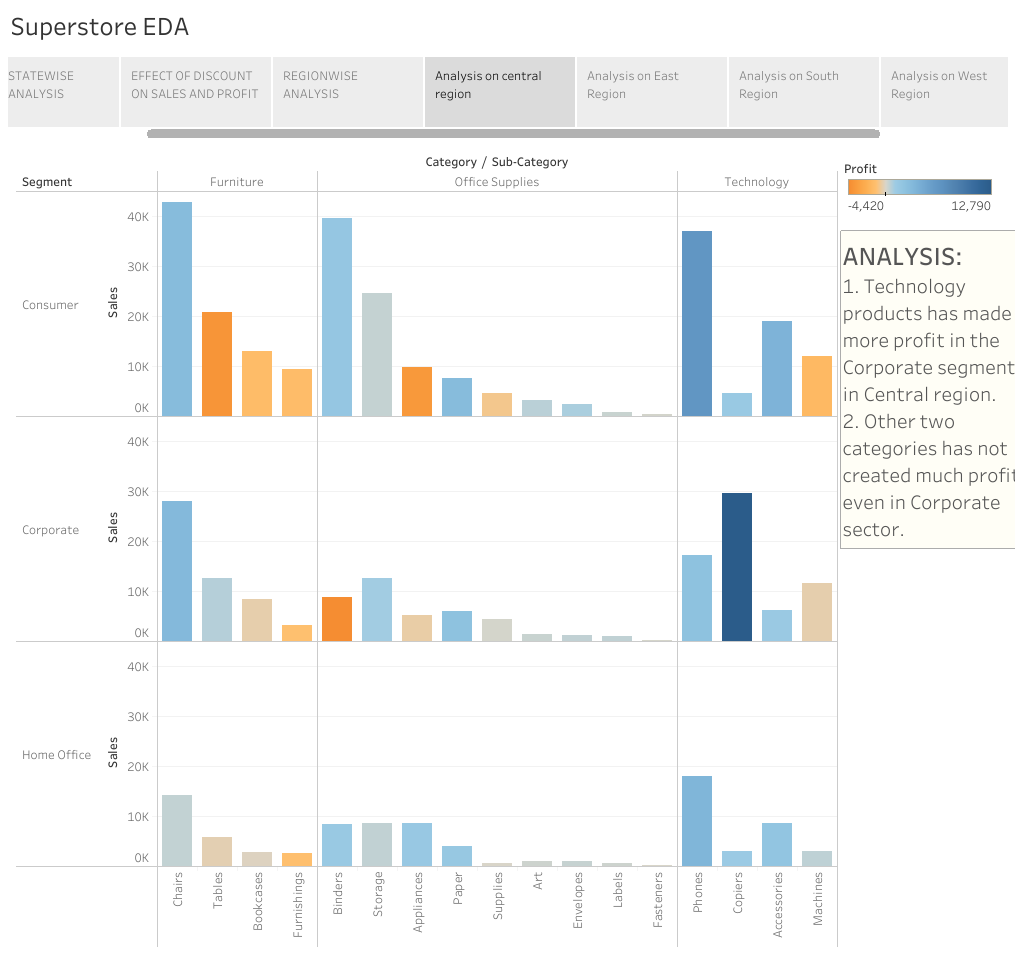 Superstore EDA
STATEWISE
ANALYSIS
EFFECT OF DISCOUNT
ON SALES AND PROFIT
REGIONWISE
ANALYSIS
Analysis on central
region
Analysis on East
Region
Analysis on South
Region
Analysis on West
Region
Category / Sub-Category
Segment
Furniture
Office Supplies
Technology
Profit
-4,420
12,790
ANALYSIS:
1. Technology
products has made
more profit in the
Corporate segment
in Central region.
2. Other two
categories has not
created much profit
even in Corporate
sector.
Consumer
Sales
40K
30K
20K
10K
0K
Corporate
Sales
40K
30K
20K
10K
0K
Home Office
Sales
40K
30K
20K
10K
0K
Chairs
Tables
Bookcases
Furnishings
Binders
Storage
Appliances
Paper
Supplies
Art
Envelopes
Labels
Fasteners
Phones
Copiers
Accessories
Machines